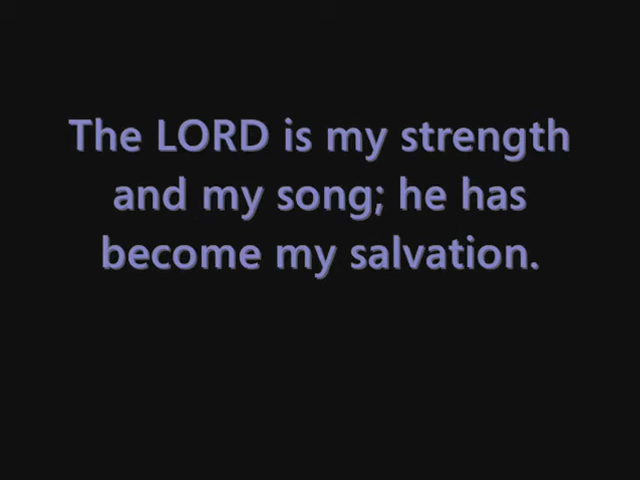 The LORD is my strength
and my song; he has
become my salvation.